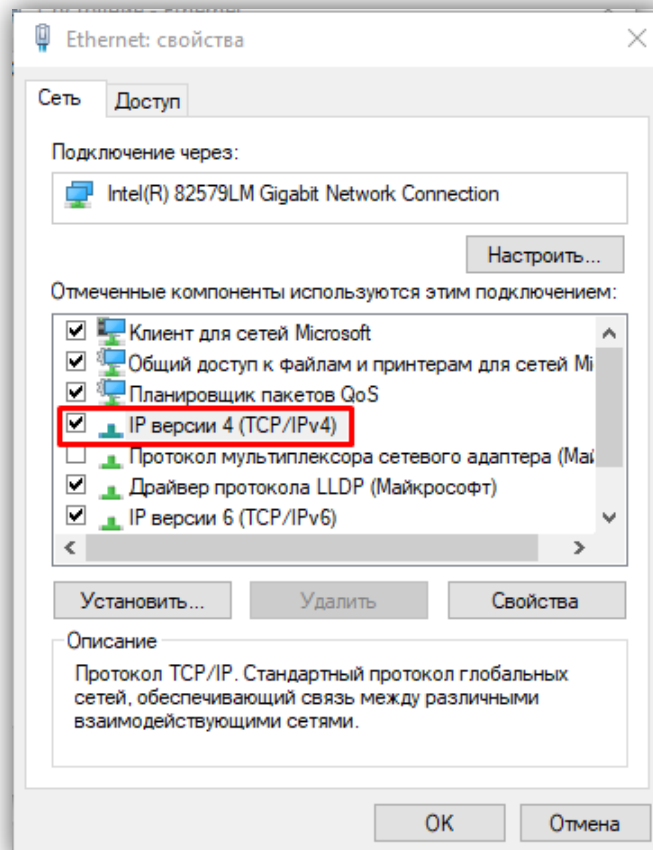 Ethernet: свойства
Сеть
Доступ
Подключение через:
Intel(R) 82579LM Gigabit Network Connection
Настроить...
Отмеченные компоненты используются этим подключением:
Клиент для сетей Microsoft
Общий доступ к файлам и принтерам для сетей Mi
Планировщик пакетов QoS
IP версии 4 (TCP/IPv4)
Протокол мультиплексора сетевого адаптера (Май
Драйвер протокола LLDP (Майкрософт)
IP версии 6 (TCP/IPv6)
Установить...
Удалить
Свойства
Описание
Протокол TCP/IP. Стандартный протокол глобальных
сетей, обеспечивающий связь между различными
взаимодействующими сетями.
OK
Отмена